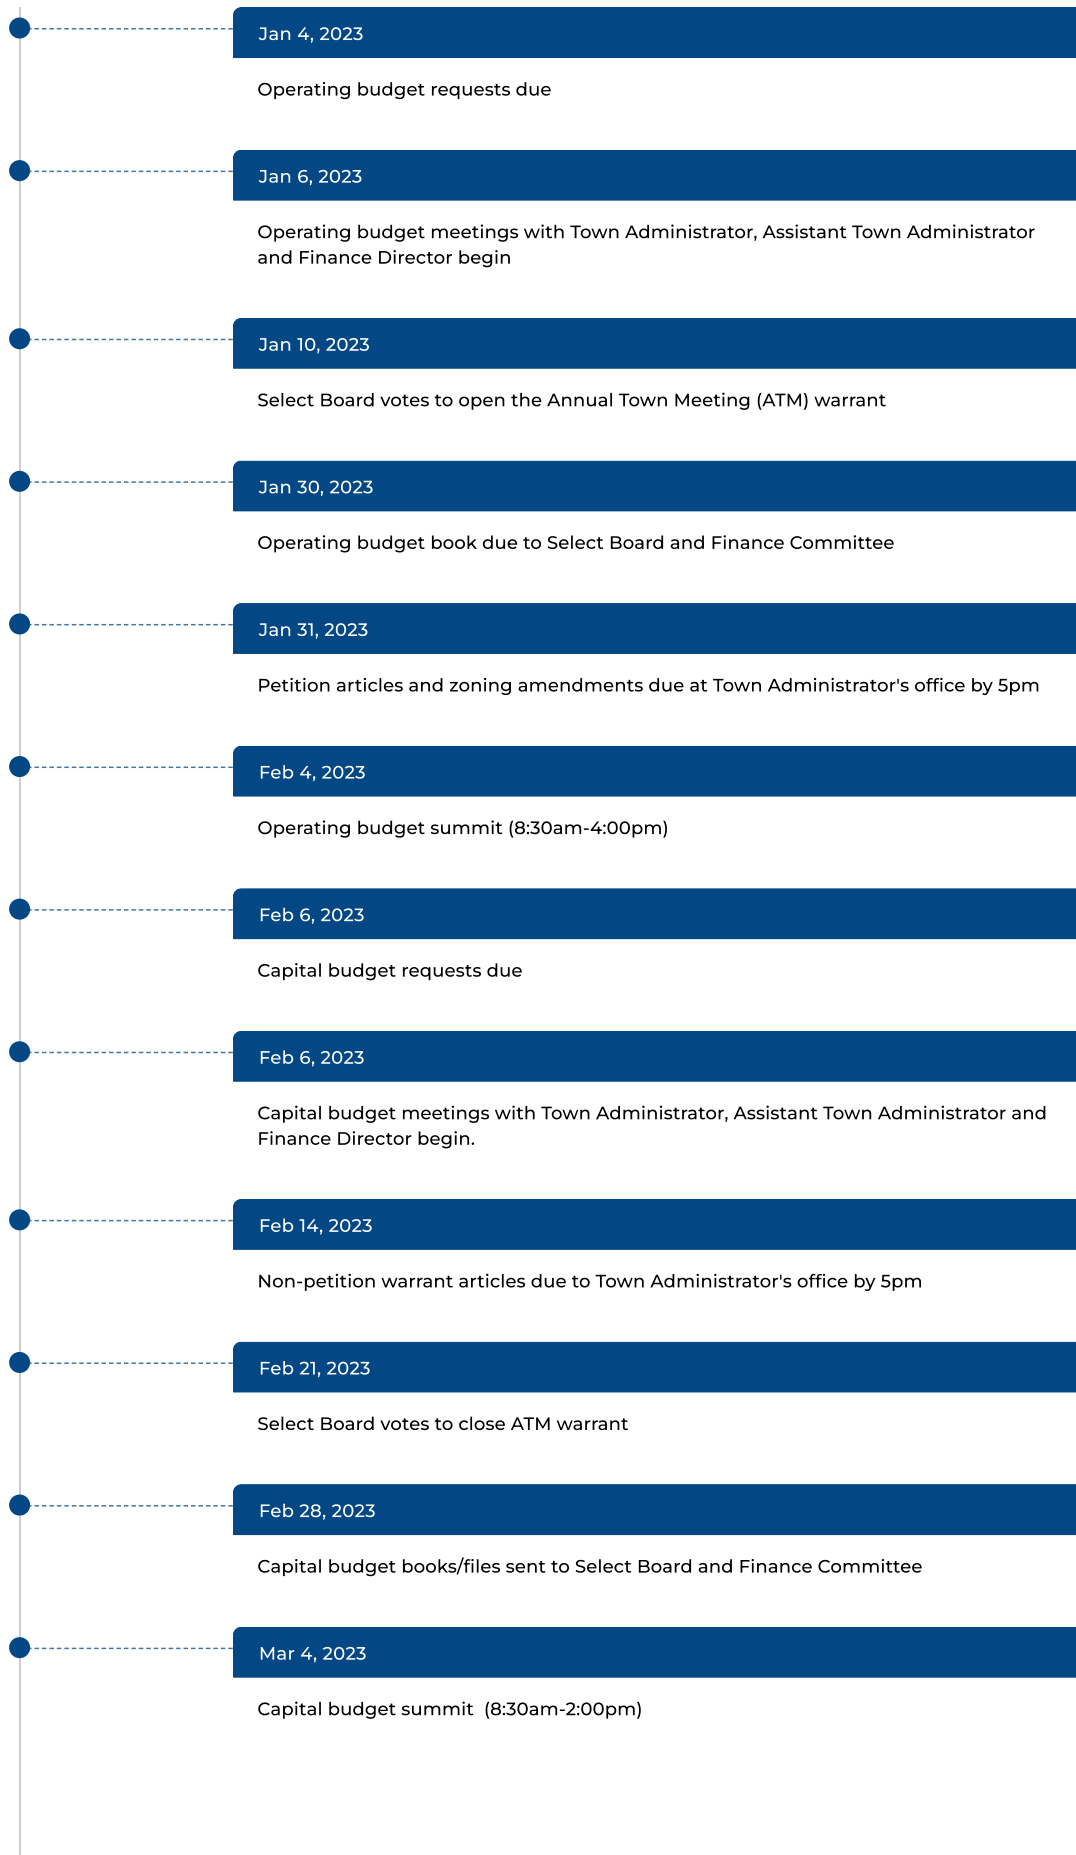 Jan 4, 2023
Operating budget requests due
Jan 6, 2023
Operating budget meetings with Town Administrator, Assistant Town Administrator
and Finance Director begin
Jan 10, 2023
Select Board votes to open the Annual Town Meeting (ATM) warrant
Jan 30, 2023
Operating budget book due to Select Board and Finance Committee
Jan 31, 2023
Petition articles and zoning amendments due at Town Administrator's office by 5pm
Feb 4, 2023
Operating budget summit (8:30am-4:00pm)
Feb 6, 2023
Capital budget requests due
Feb 6, 2023
Capital budget meetings with Town Administrator, Assistant Town Administrator and
Finance Director begin.
Feb 14, 2023
Non-petition warrant articles due to Town Administrator's office by 5pm
Feb 21, 2023
Select Board votes to close ATM warrant
Feb 28, 2023
Capital budget books/files sent to Select Board and Finance Committee
Mar 4, 2023
Capital budget summit  (8:30am-2:00pm)